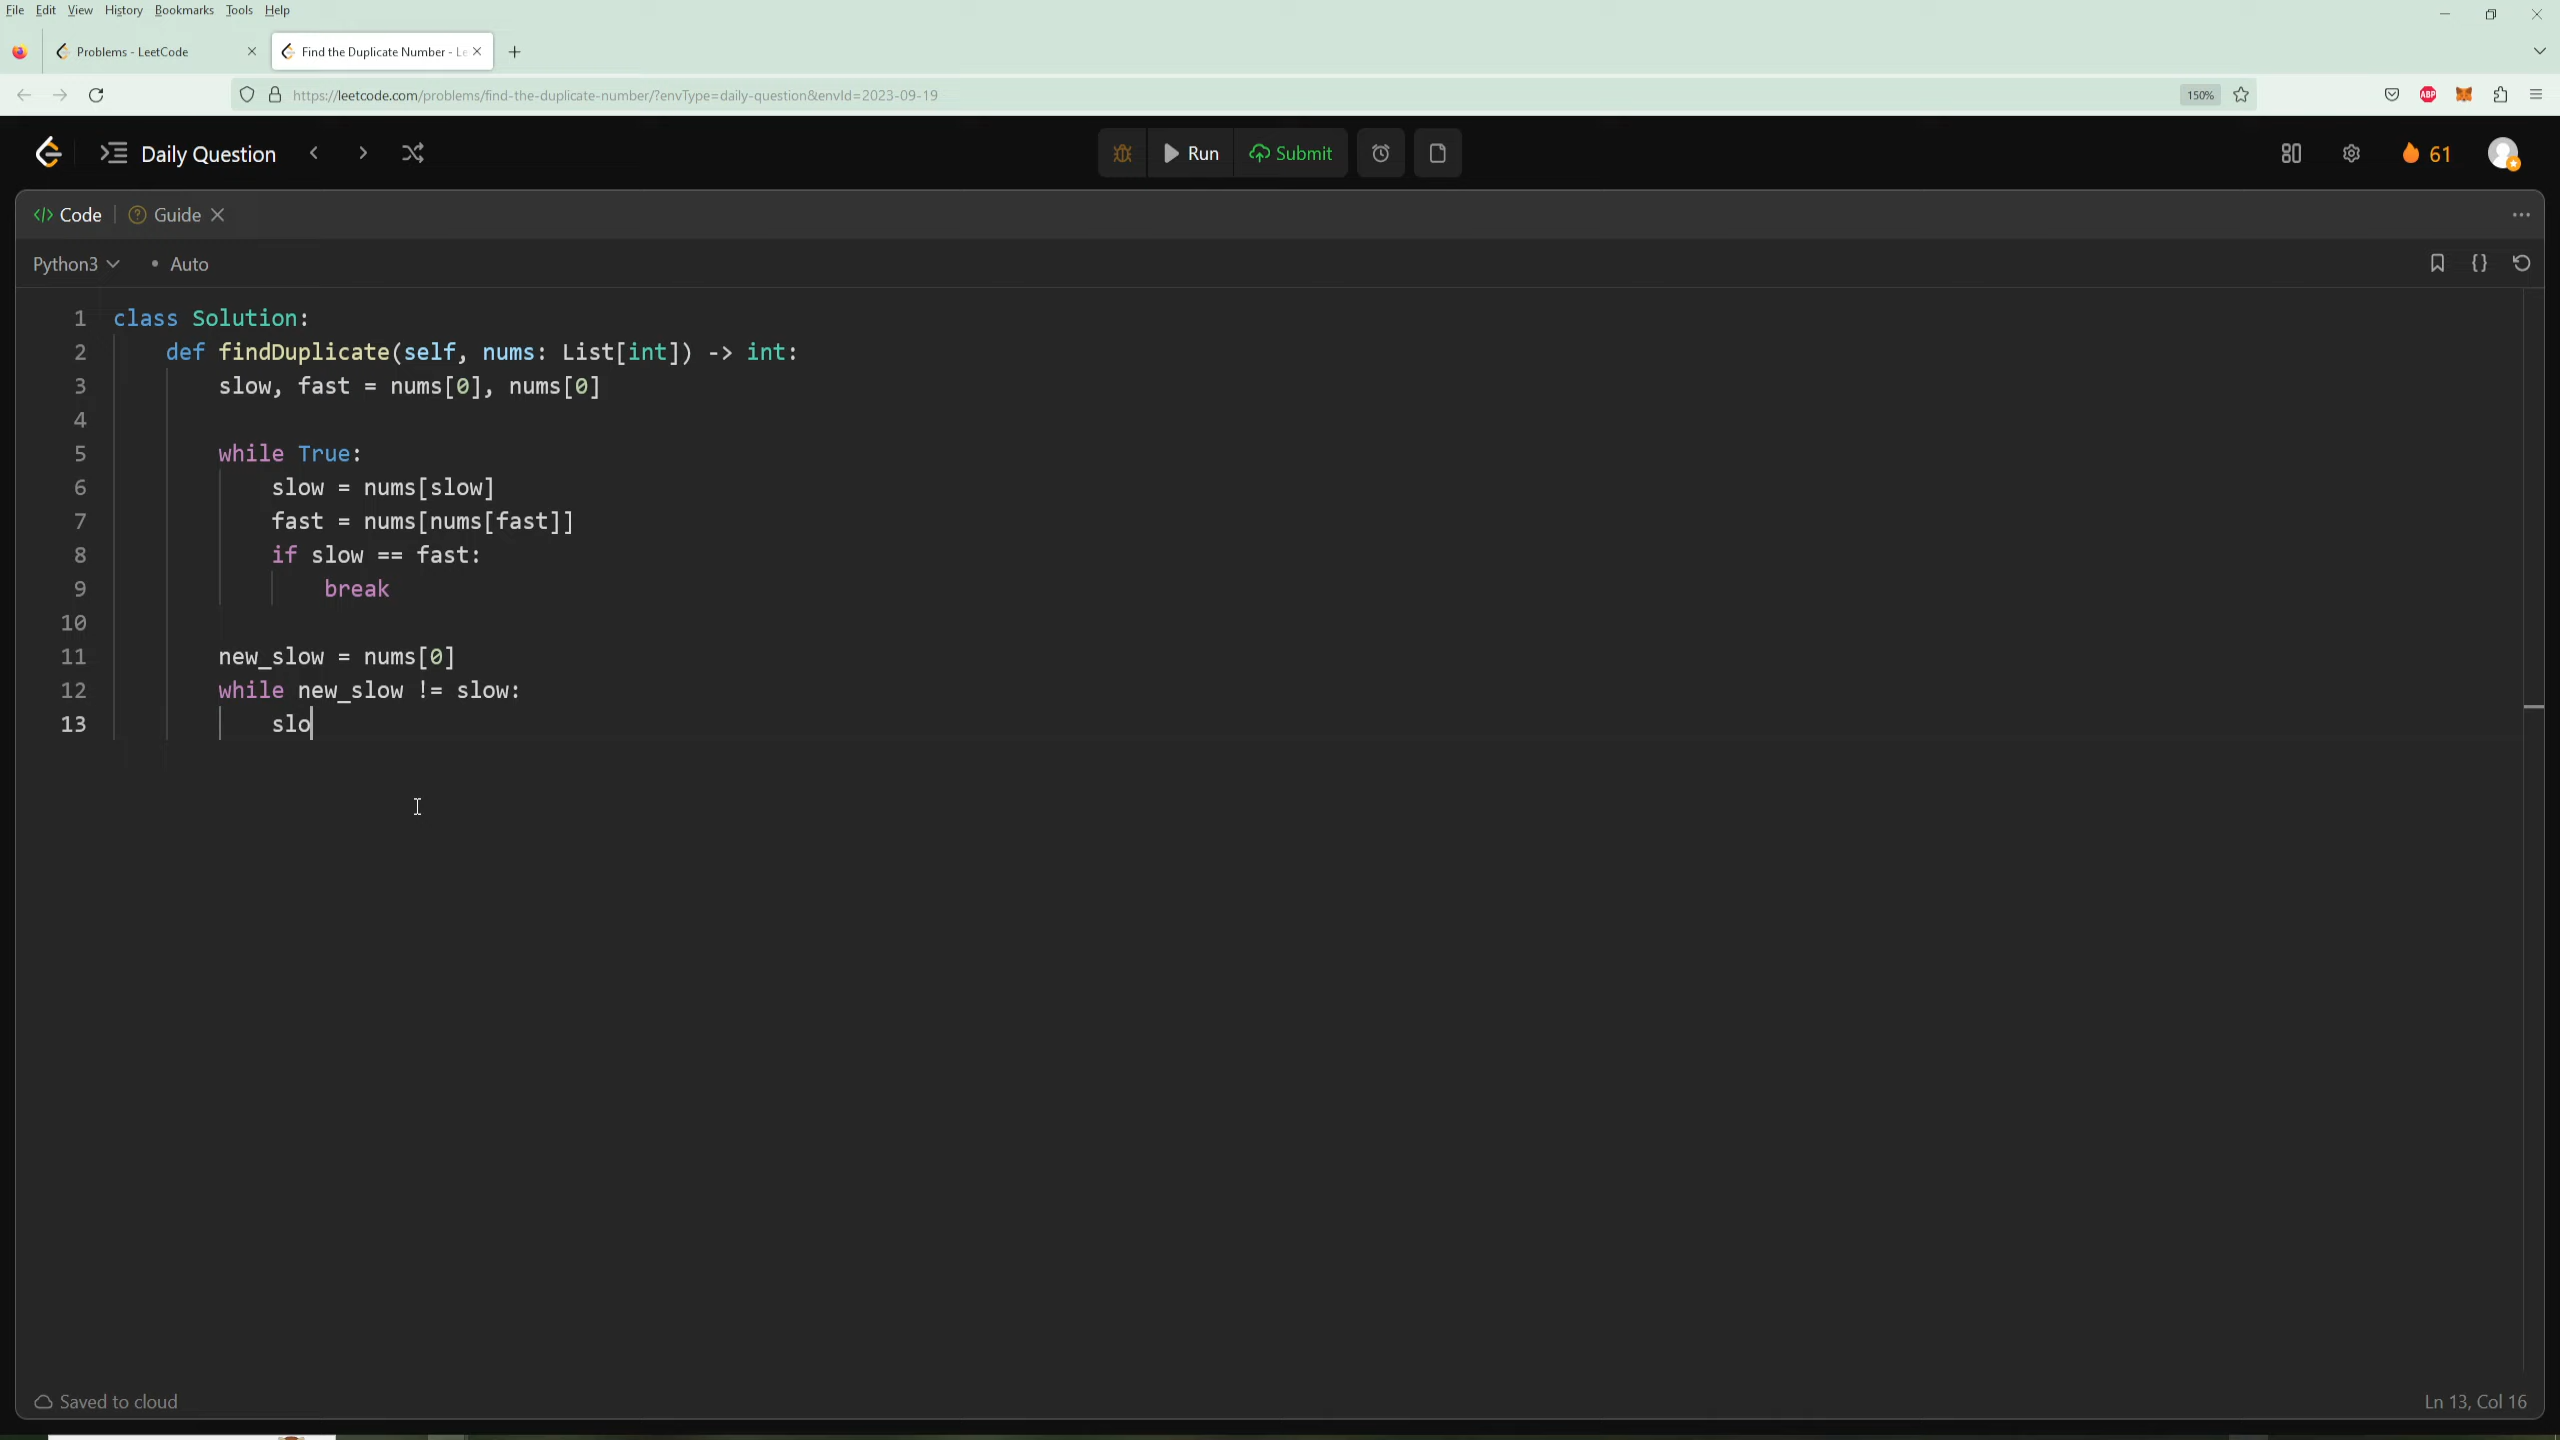 File Edit View History Bookmarks Tools Help
Problems - LeetCode
Find the Duplicate Number - Le
https://leetcode.com/problems/find-the-duplicate-number/?envType=daily-question&envId=2023-09-19
150%
ABP
Daily Question
Run
Submit
61
</> Code
? Guide
Python3
• Auto
{}
1 class Solution:
2 def findDuplicate(self, nums: List[int]) -> int:
3 slow, fast = nums[0], nums[0]
4
5 while True:
6 slow = nums[slow]
7 fast = nums[nums[fast]]
8 if slow == fast:
9 break
10
11 new_slow = nums[0]
12 while new_slow != slow:
13 slo
Saved to cloud
Ln 13, Col 16